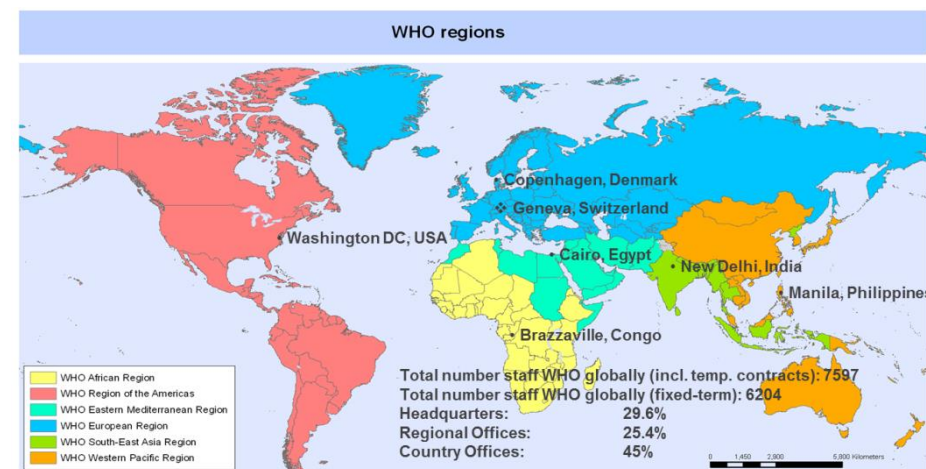 WHO regions
Copenhagen, Denmark
Geneva, Switzerland
Washington DC, USA
Cairo, Egypt
New Delhi, India
Manila, Philippines
Brazzaville, Congo
WHO African Region
WHO Region of the Americas
WHO Eastern Mediterranean Region
WHO European Region
WHO South-East Asia Region
WHO Western Pacific Region
Total number staff WHO globally (incl. temp. contracts): 7597
Total number staff WHO globally (fixed-term): 6204
Headquarters: 29.6%
Regional Offices: 25.4%
Country Offices: 45%
0 1,450 2,900 5,800 Kilometers